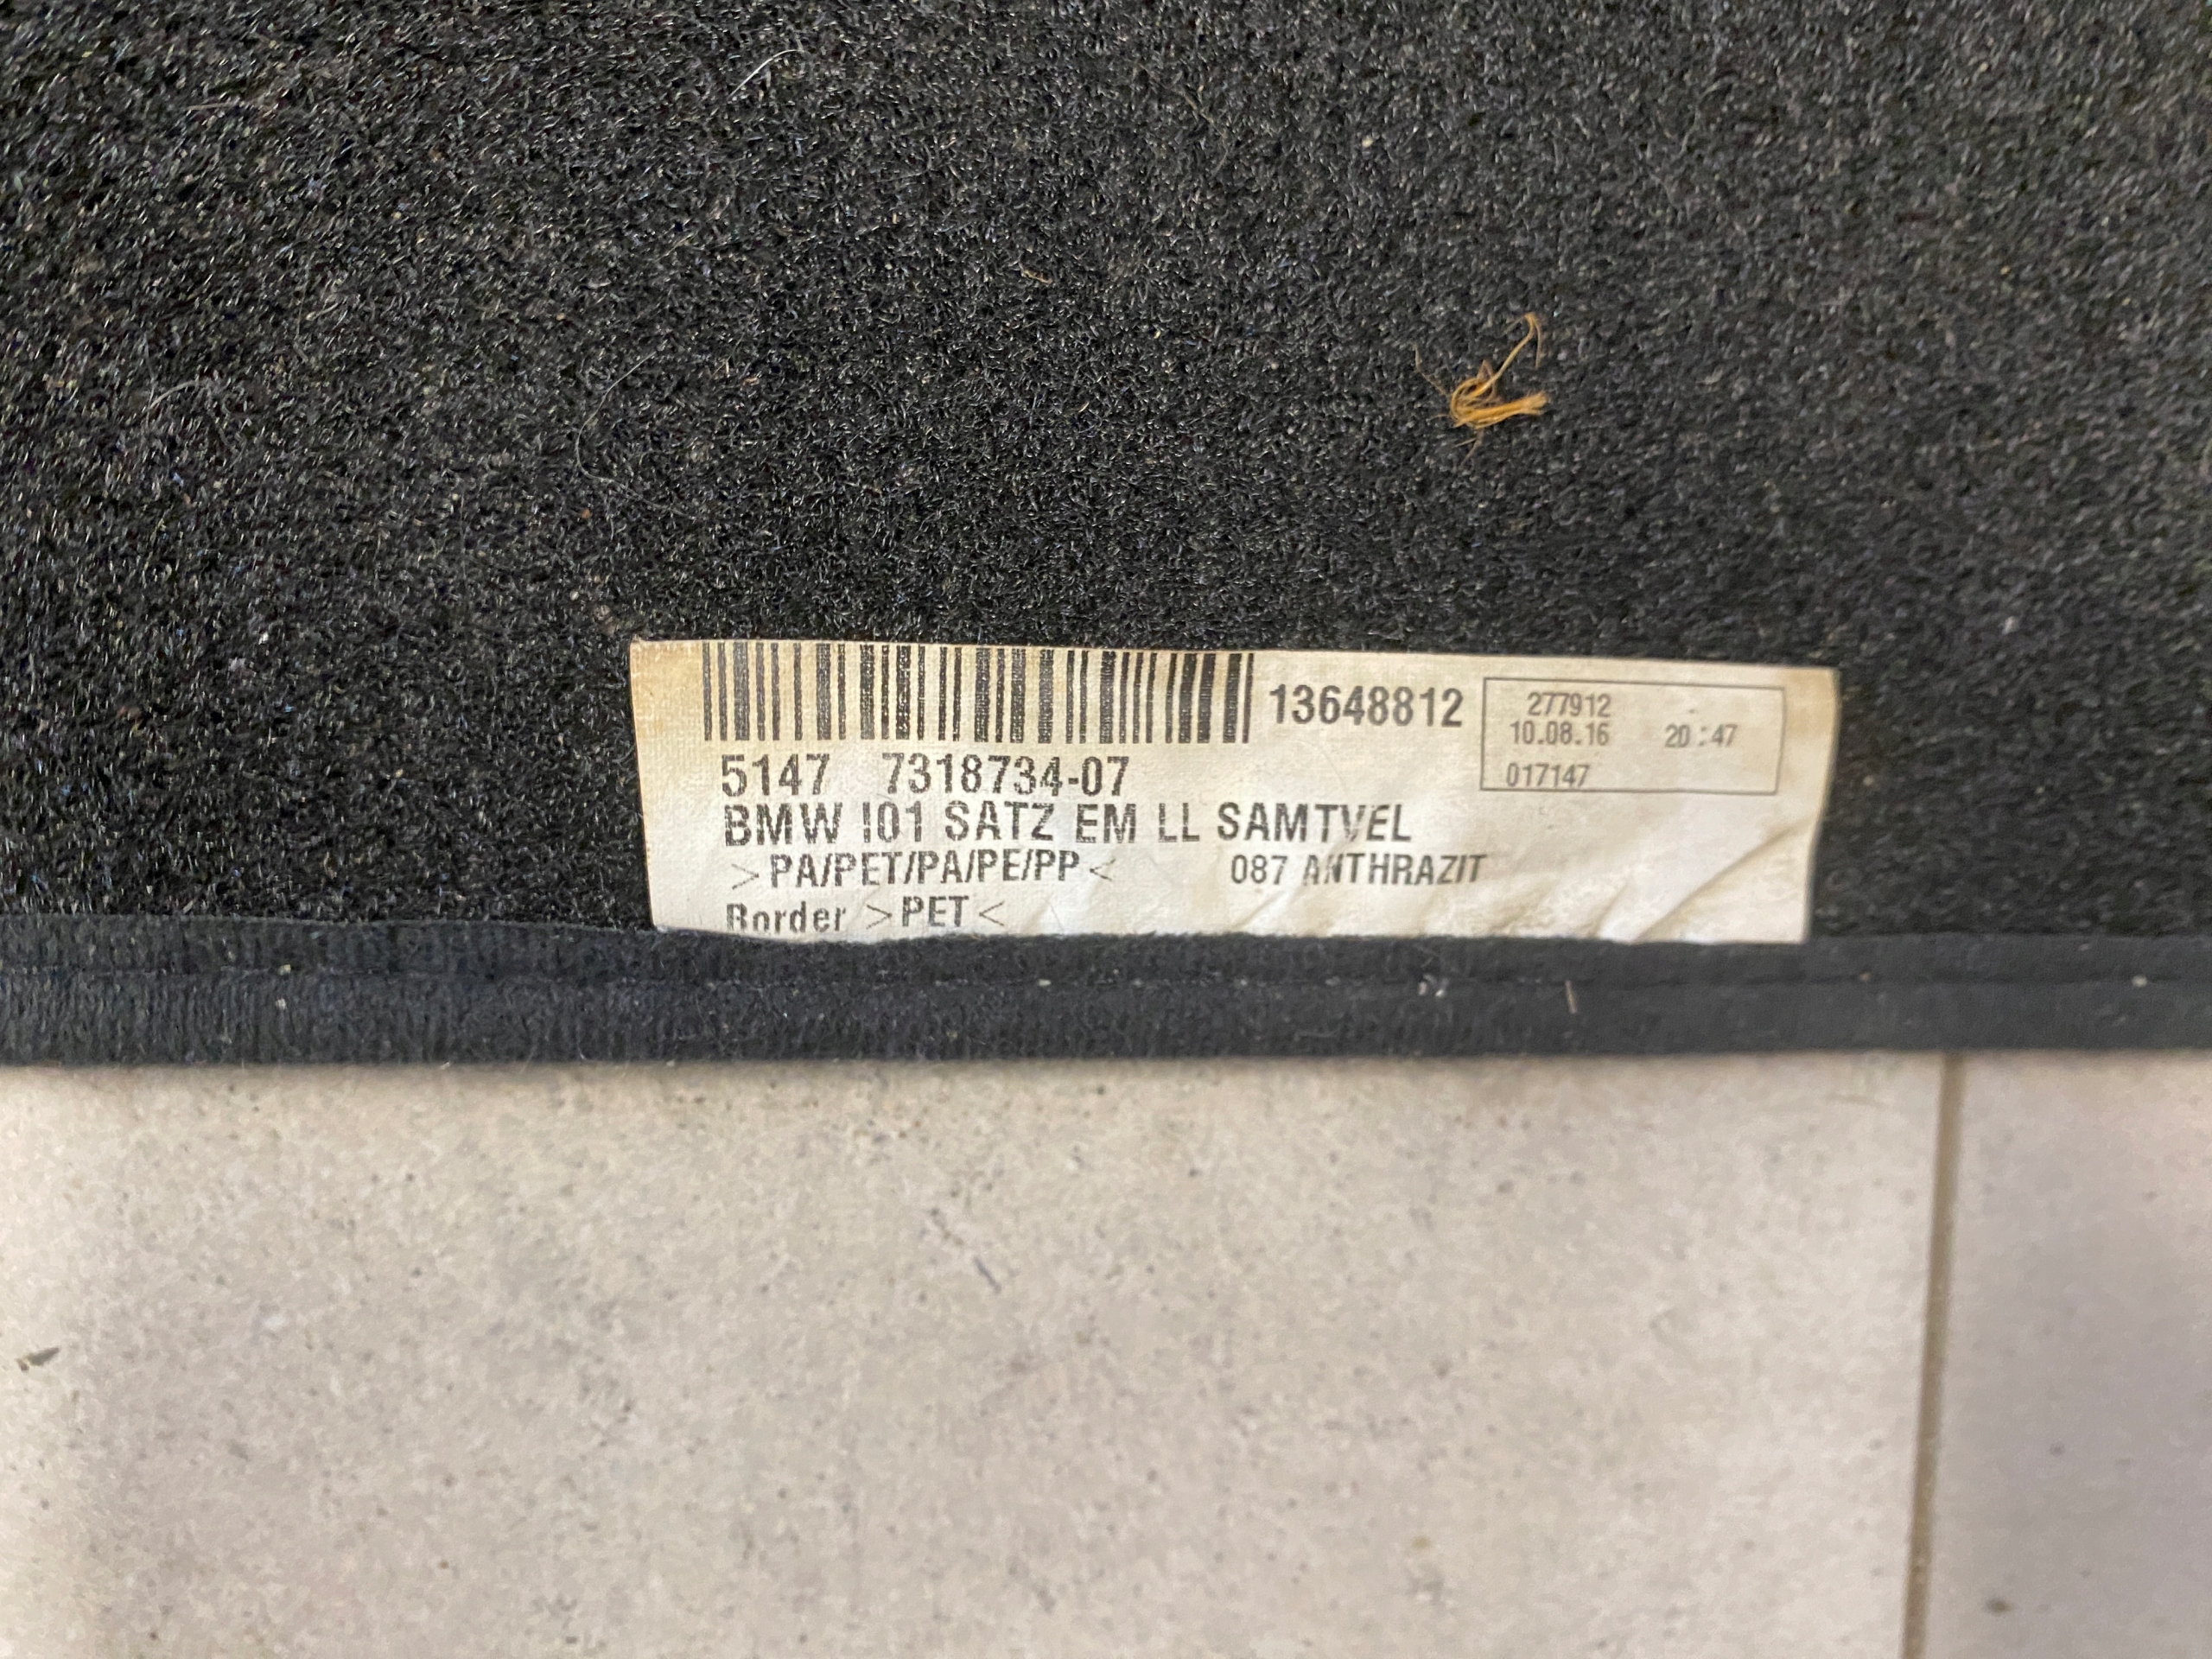 13648812
277912
10.08.16 20:47
017147
5147 7318734-07
BMW I01 SATZ EM LL SAMTVEL
>PA/PET/PA/PE/PP< 087 ANTHRAZIT
Border >PET<